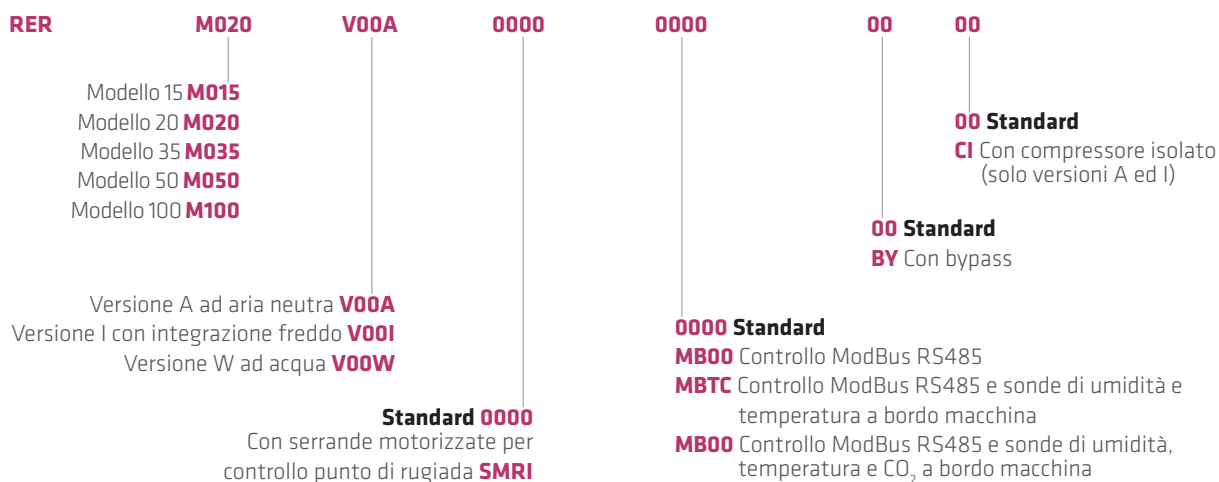 RER M020 V00A 0000 0000 00 00
Modello 15 M015
Modello 20 M020
Modello 35 M035
Modello 50 M050
Modello 100 M100
Versione A ad aria neutra V00A
Versione I con integrazione freddo V00I
Versione W ad acqua V00W
Standard 0000
Con serrande motorizzate per
controllo punto di rugiada SMRI
0000 Standard
MB00 Controllo ModBus RS485
MBTC Controllo ModBus RS485 e sonde di umidità e
temperatura a bordo macchina
MB00 Controllo ModBus RS485 e sonde di umidità,
temperatura e CO₂ a bordo macchina
00 Standard
BY Con bypass
00 Standard
CI Con compressore isolato
(solo versioni A ed I)